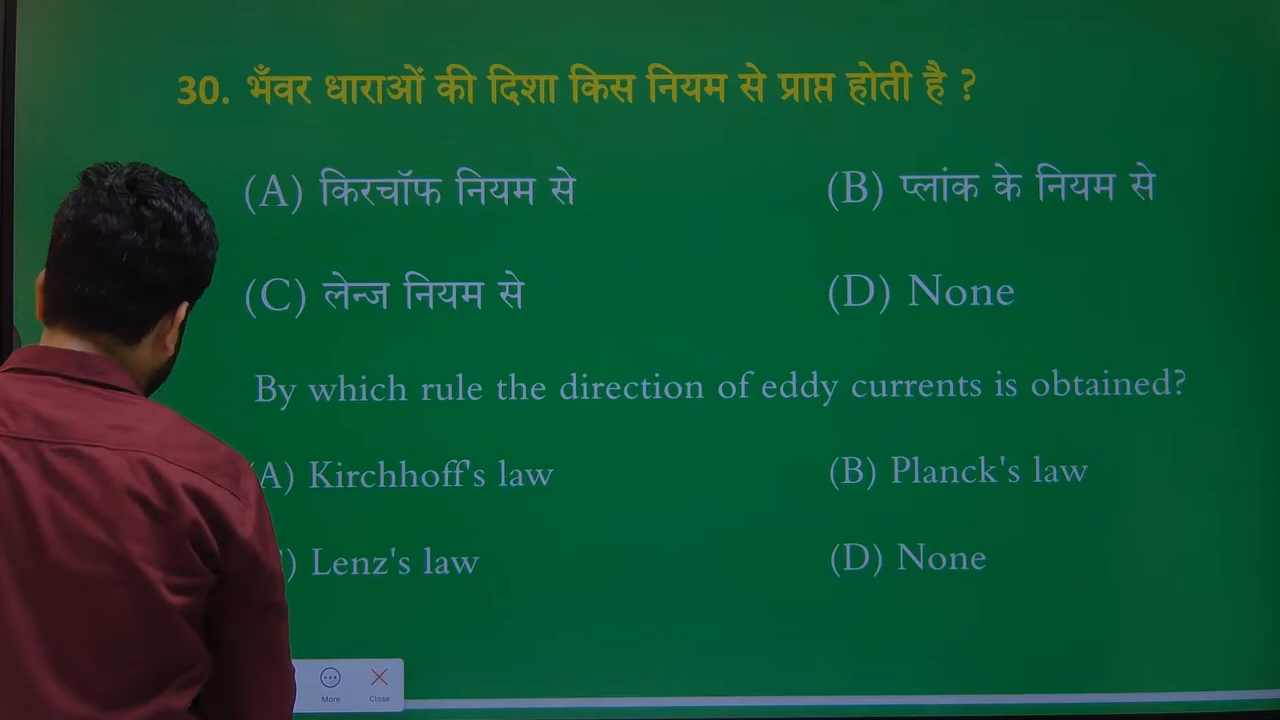 30. भँवर धाराओं की दिशा किस नियम से प्राप्त होती है ?
(A) किरचॉफ नियम से (B) प्लांक के नियम से
(C) लेन्ज नियम से (D) None
By which rule the direction of eddy currents is obtained?
A) Kirchhoff's law (B) Planck's law
) Lenz's law (D) None
More Close